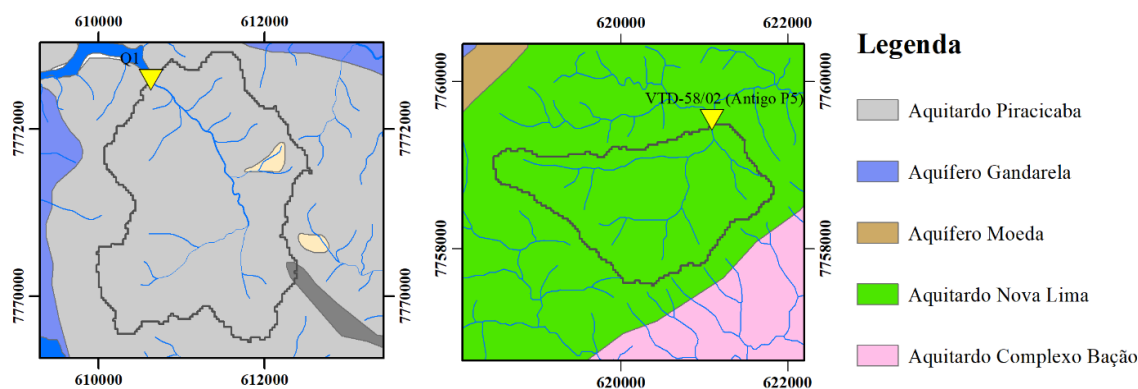 610000 612000
Q1
7772000 7772000
7770000 7770000
610000 612000
620000 622000
7760000 7760000
VTD-58/02 (Antigo P5)
7758000 7758000
620000 622000
Legenda
Aquitardo Piracicaba
Aquífero Gandarela
Aquífero Moeda
Aquitardo Nova Lima
Aquitardo Complexo Bação